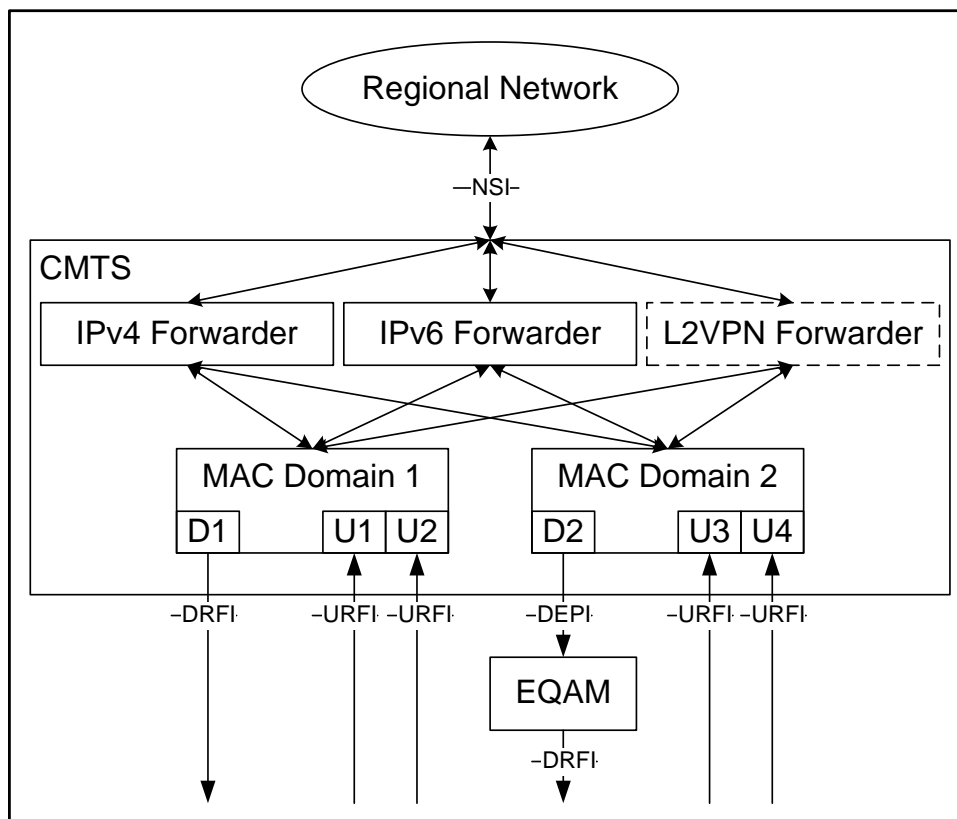 Regional Network
NSI
CMTS
IPv4 Forwarder
IPv6 Forwarder
L2VPN Forwarder
MAC Domain 1
MAC Domain 2
D1
U1
U2
D2
U3
U4
DRFI
URFI
URFI
DEPI
URFI
URFI
EQAM
DRFI